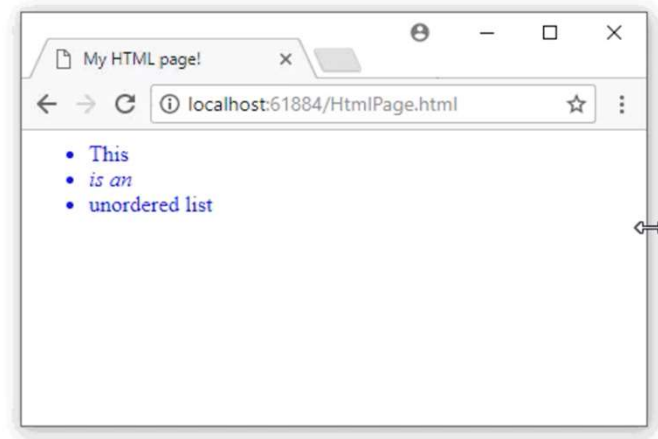 My HTML page!
localhost:61884/HtmlPage.html
This
is an
unordered list